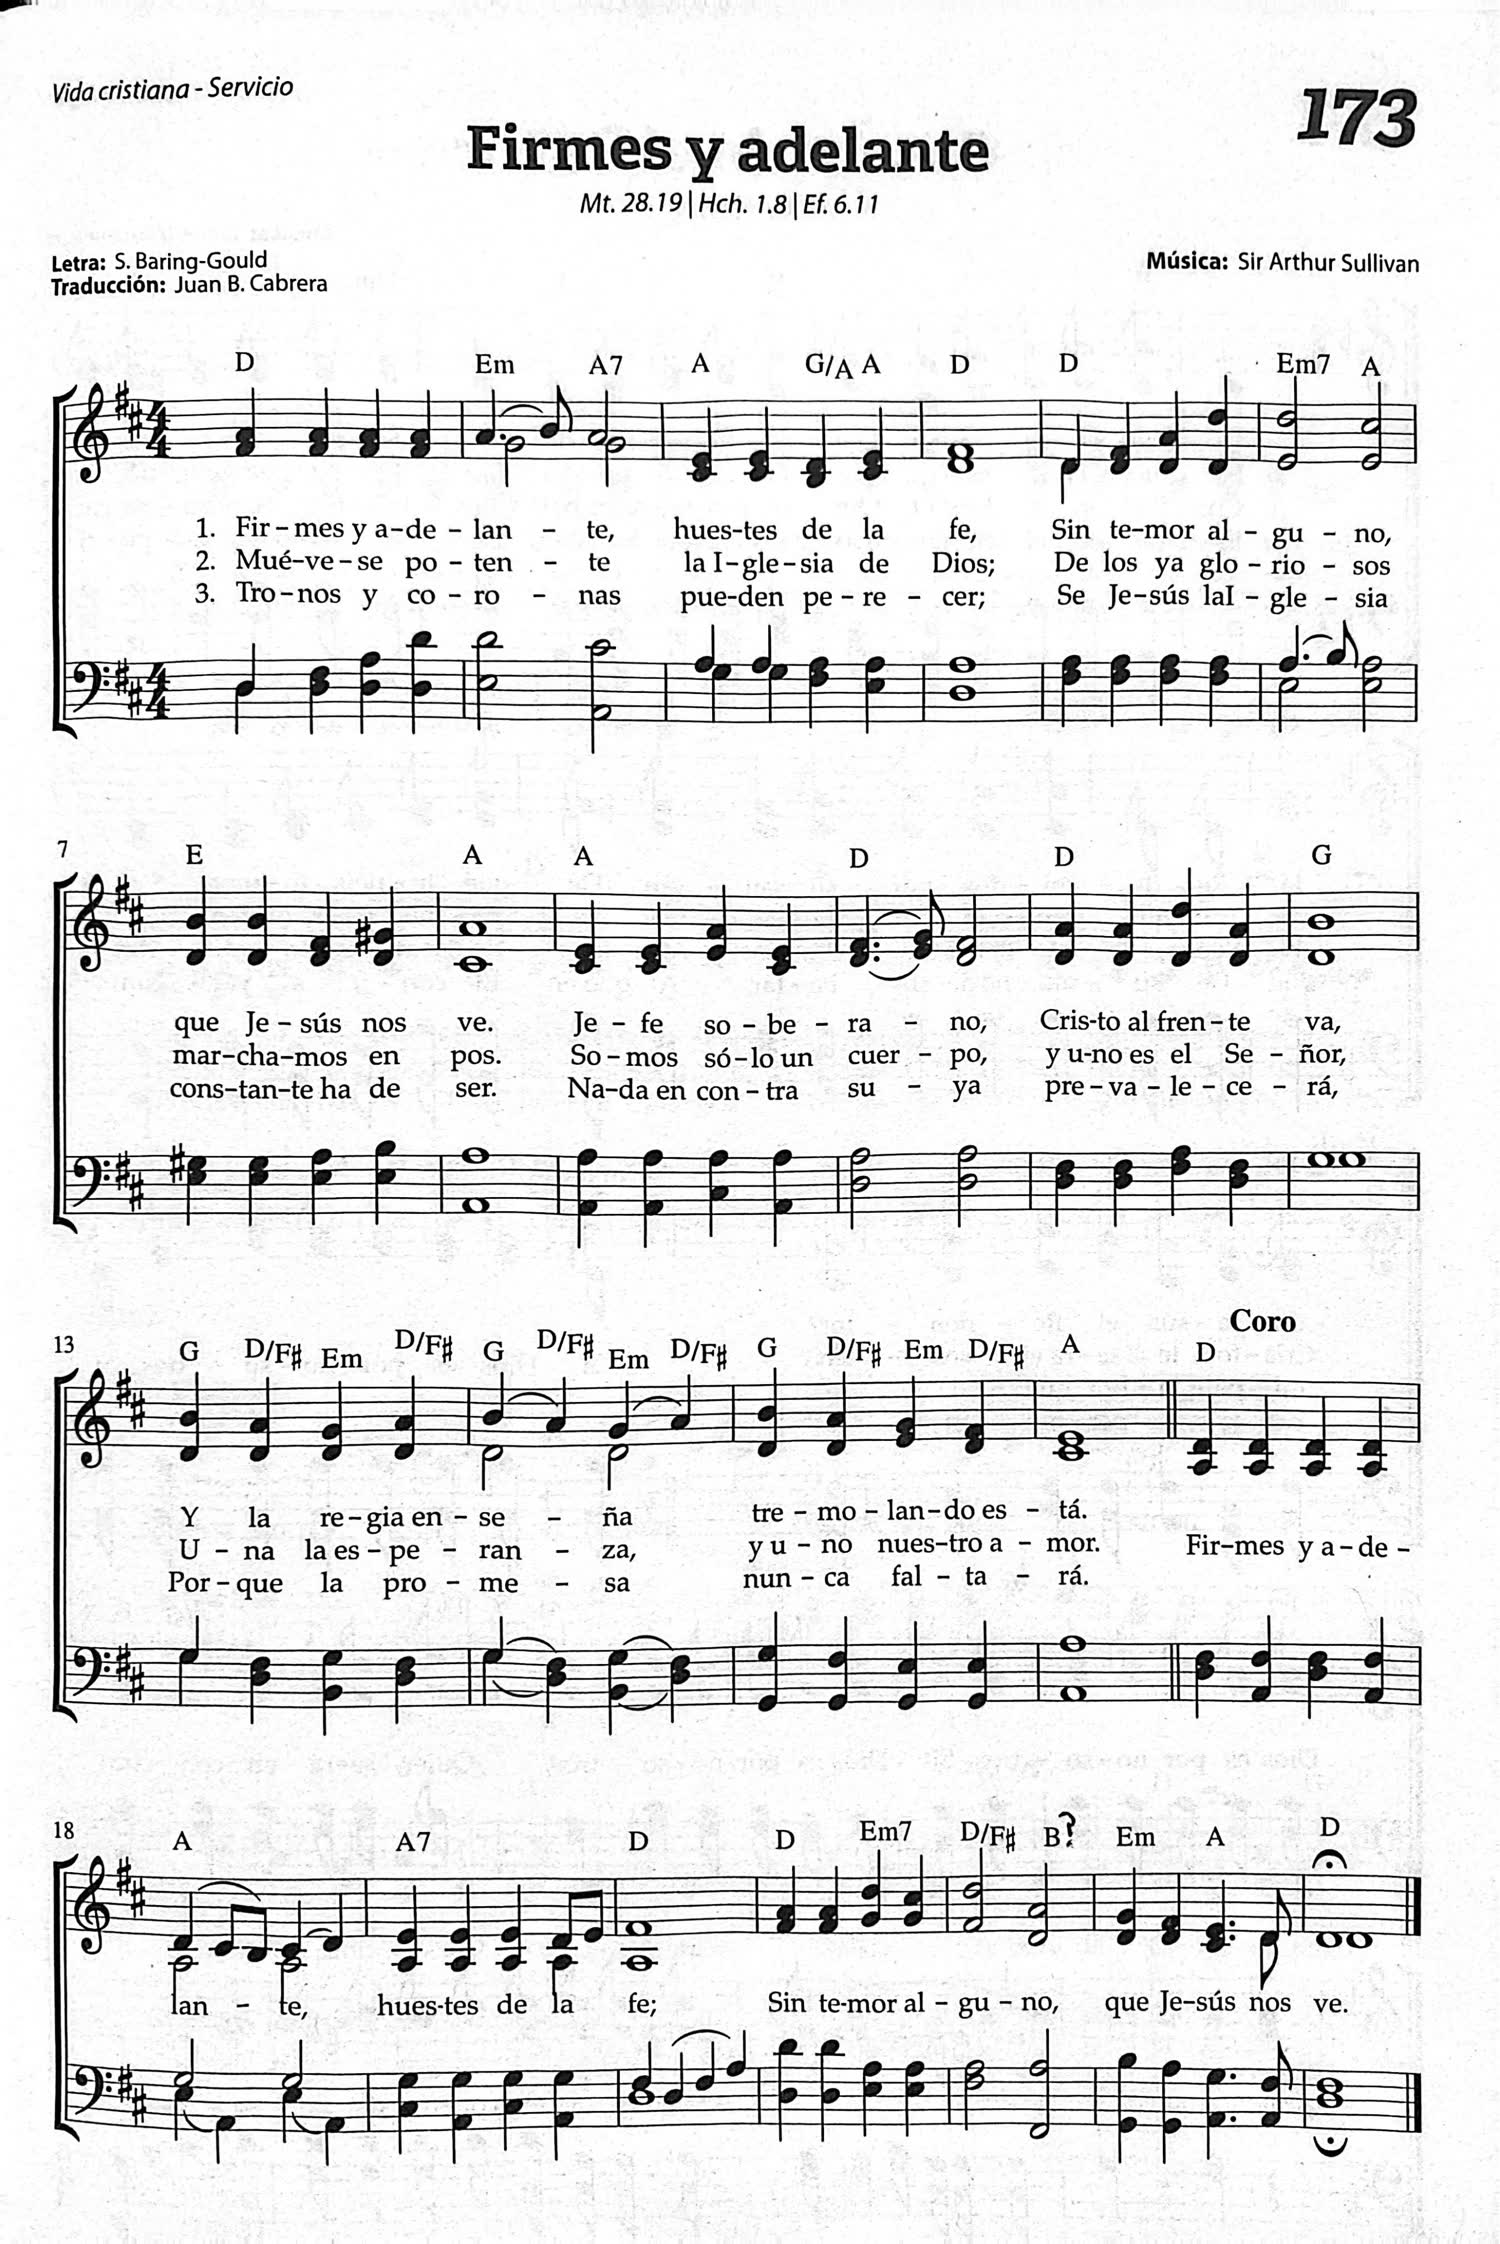 Vida cristiana - Servicio
173
Firmes y adelante
Mt. 28.19 | Hch. 1.8 | Ef. 6.11
Letra: S. Baring-Gould
Música: Sir Arthur Sullivan
Traducción: Juan B. Cabrera
D Em A7 A G/A A D D Em7 A
4 4
1. Fir-mes y a-de-lan-te, hues-tes de la fe, Sin te-mor al-gu-no,
2. Mué-ve-se po-ten-te la I-gle-sia de Dios; De los ya glo-rio-sos
3. Tro-nos y co-ro-nas pue-den pe-re-cer; Se Je-sús laI-gle-sia
4 4
7 E A A D D G
que Je-sús nos ve. Je-fe so-be-ra-no, Cris-to al fren-te va,
mar-cha-mos en pos. So-mos só-lo un cuer-po, y u-no es el Se-ñor,
cons-tan-te ha de ser. Na-da en con-tra su-ya pre-va-le-ce-rá,
Coro
13 G D/F# Em D/F# G D/F# Em D/F# G D/F# Em D/F# A D
Y la re-gia en-se-ña tre-mo-lan-do es-tá.
U-na la es-pe-ran-za, y u-no nues-tro a-mor. Fir-mes y a-de-
Por-que la pro-me-sa nun-ca fal-ta-rá.
18 A A7 D D Em7 D/F# B? Em A D
lan-te, hues-tes de la fe; Sin te-mor al-gu-no, que Je-sús nos ve.